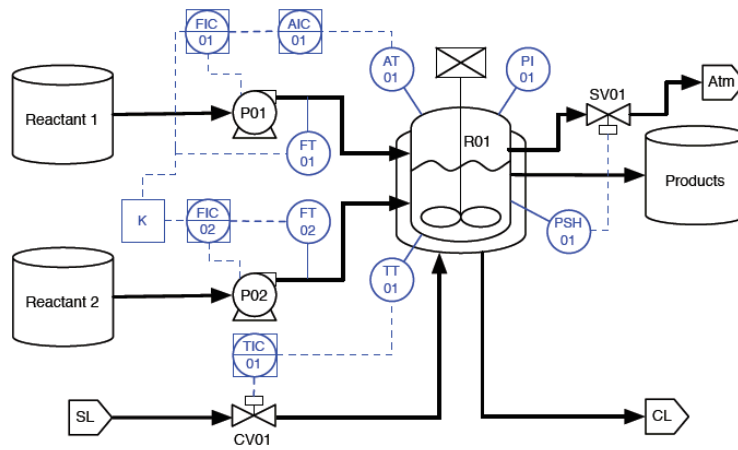 FIC
01
AIC
01
AT
01
PI
01
SV01
Atm
Reactant 1
P01
R01
FT
01
Products
K
FIC
02
FT
02
PSH
01
Reactant 2
P02
TT
01
TIC
01
SL
CV01
CL